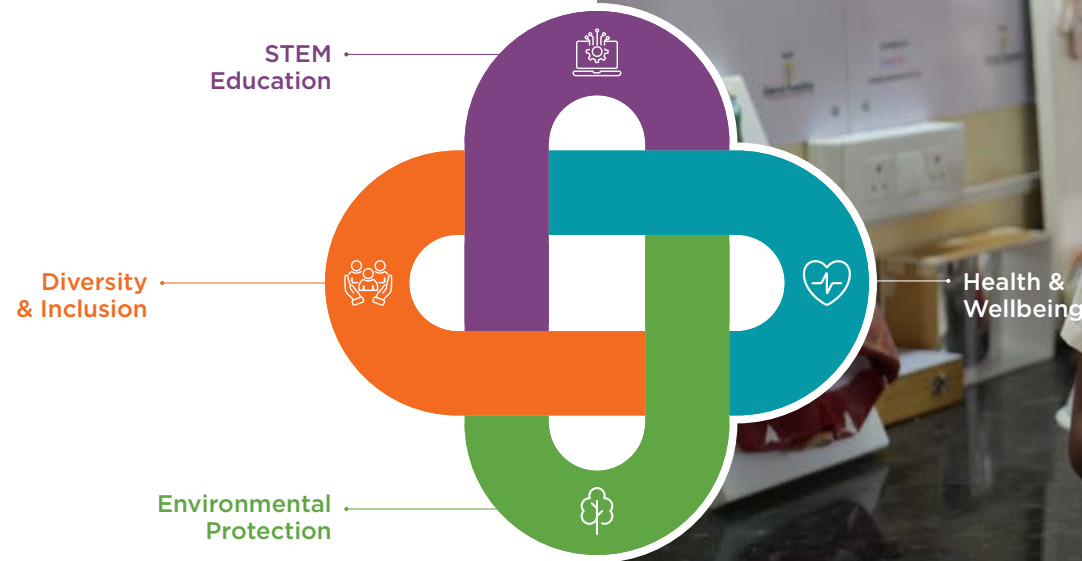 STEM
Education
Diversity
& Inclusion
Health &
Wellbeing
Environmental
Protection